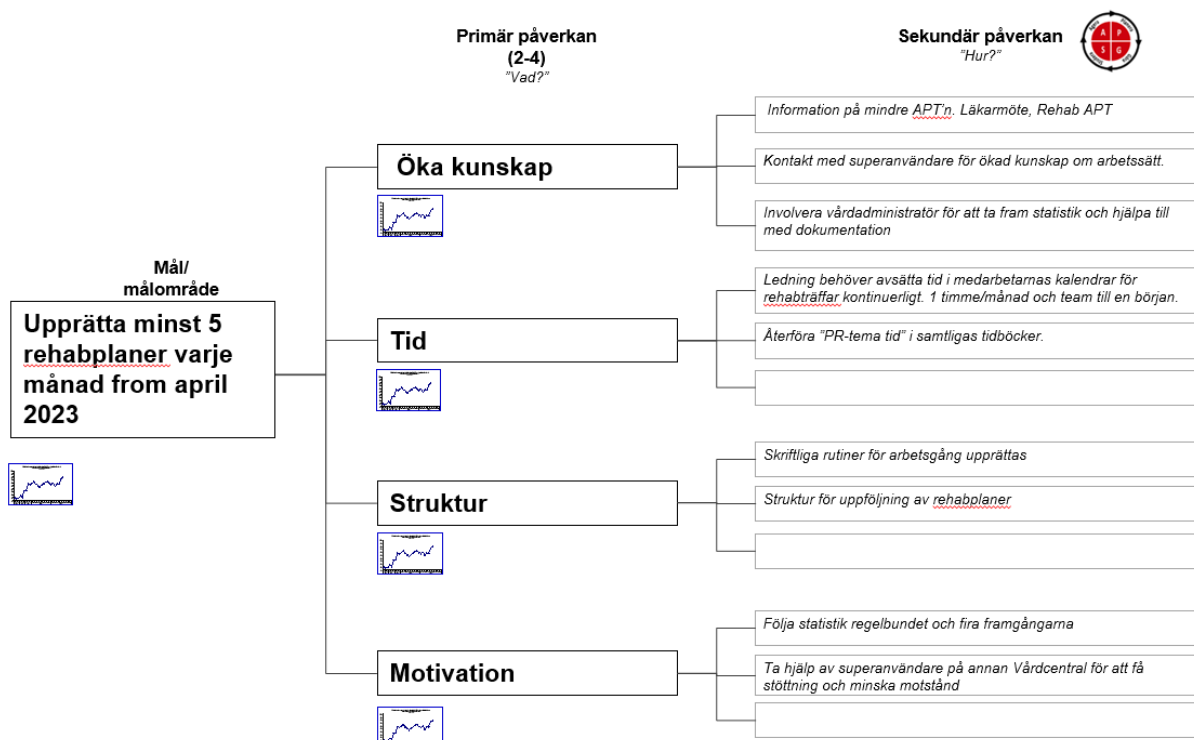 Primär påverkan
(2-4)
"Vad?"
Sekundär påverkan
"Hur?"
A P
S G
Mål/
målområde
Upprätta minst 5
rehabplaner varje
månad from april
2023
Öka kunskap
Information på mindre APT'n. Läkarmöte, Rehab APT
Kontakt med superanvändare för ökad kunskap om arbetssätt.
Involvera vårdadministratör för att ta fram statistik och hjälpa till
med dokumentation
Tid
Ledning behöver avsätta tid i medarbetarnas kalendrar för
rehabträffar kontinuerligt. 1 timme/månad och team till en början.
Återföra "PR-tema tid" i samtligas tidböcker.
Struktur
Skriftliga rutiner för arbetsgång upprättas
Struktur för uppföljning av rehabplaner
Motivation
Följa statistik regelbundet och fira framgångarna
Ta hjälp av superanvändare på annan Vårdcentral för att få
stöttning och minska motstånd